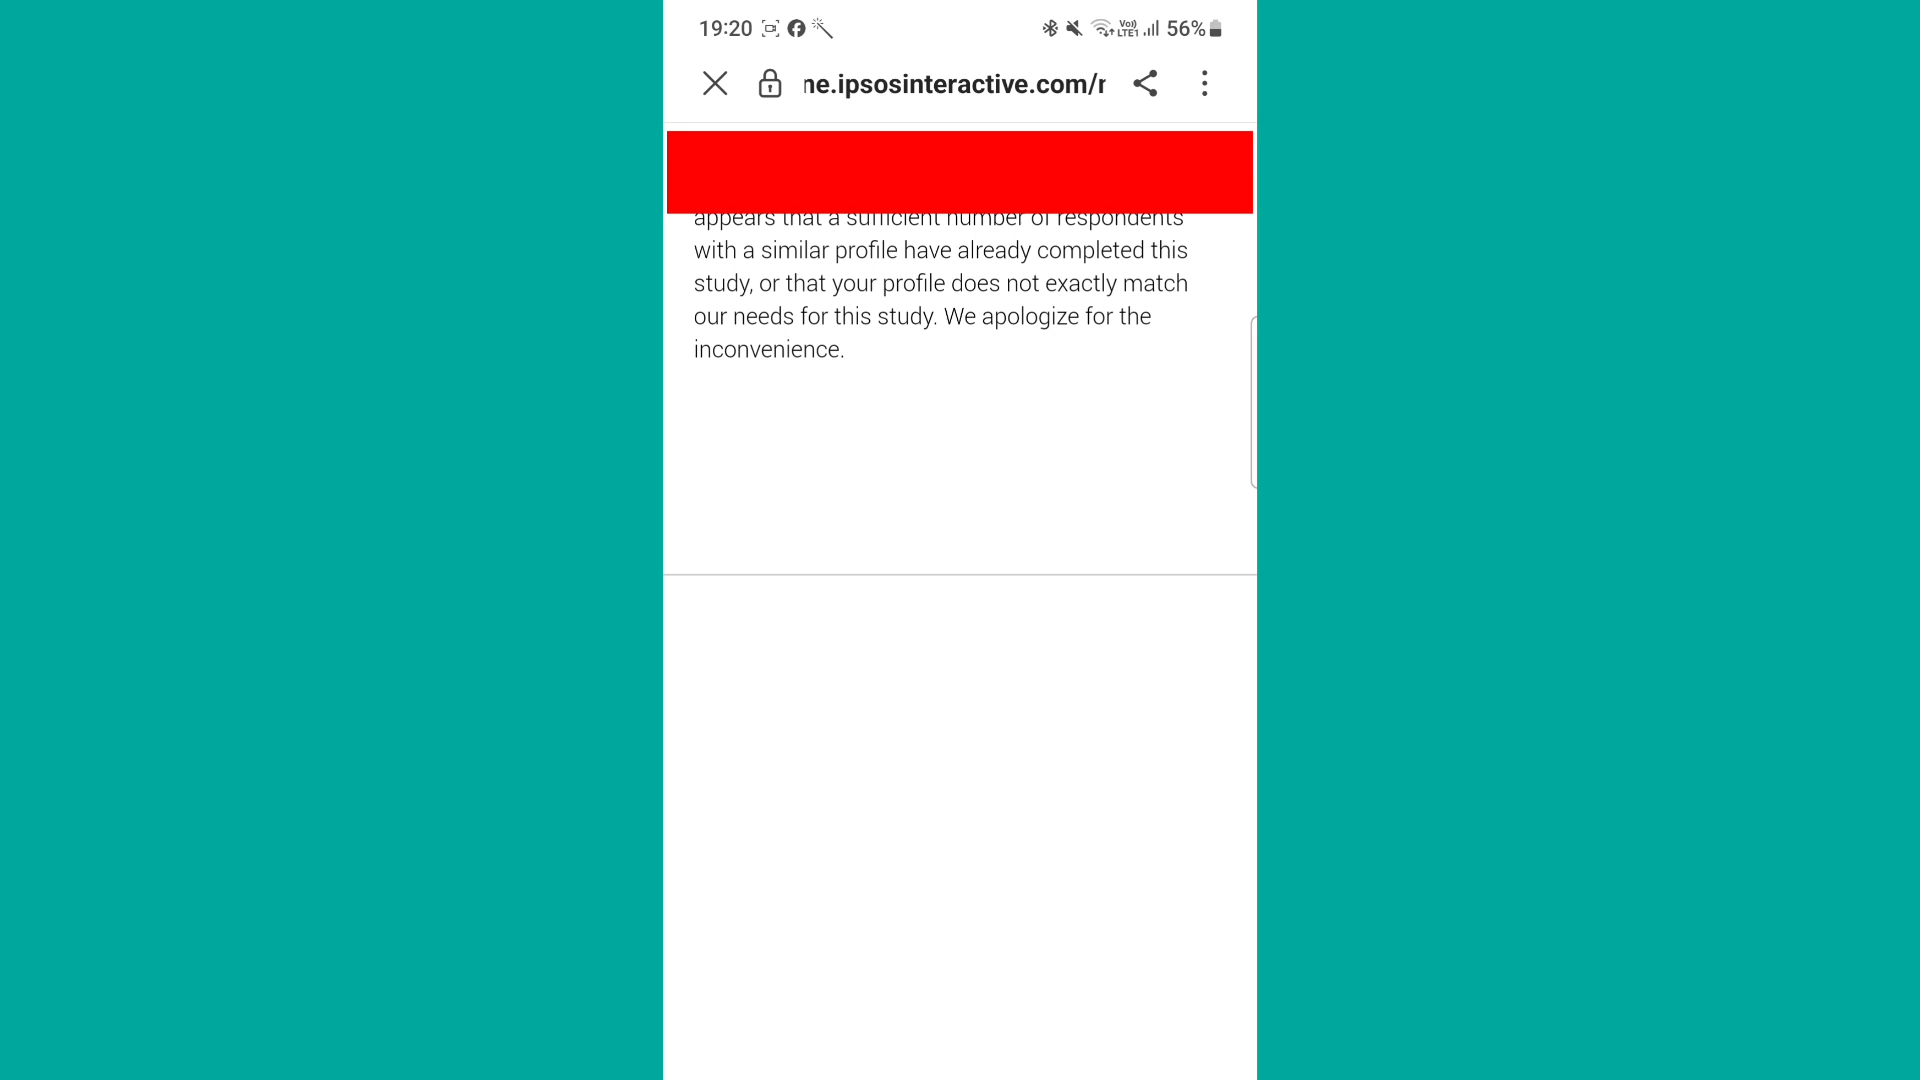 19:20
Vo)) LTE1 56%
ne.ipsosinteractive.com/r
appears that a sufficient number of respondents
with a similar profile have already completed this
study, or that your profile does not exactly match
our needs for this study. We apologize for the
inconvenience.